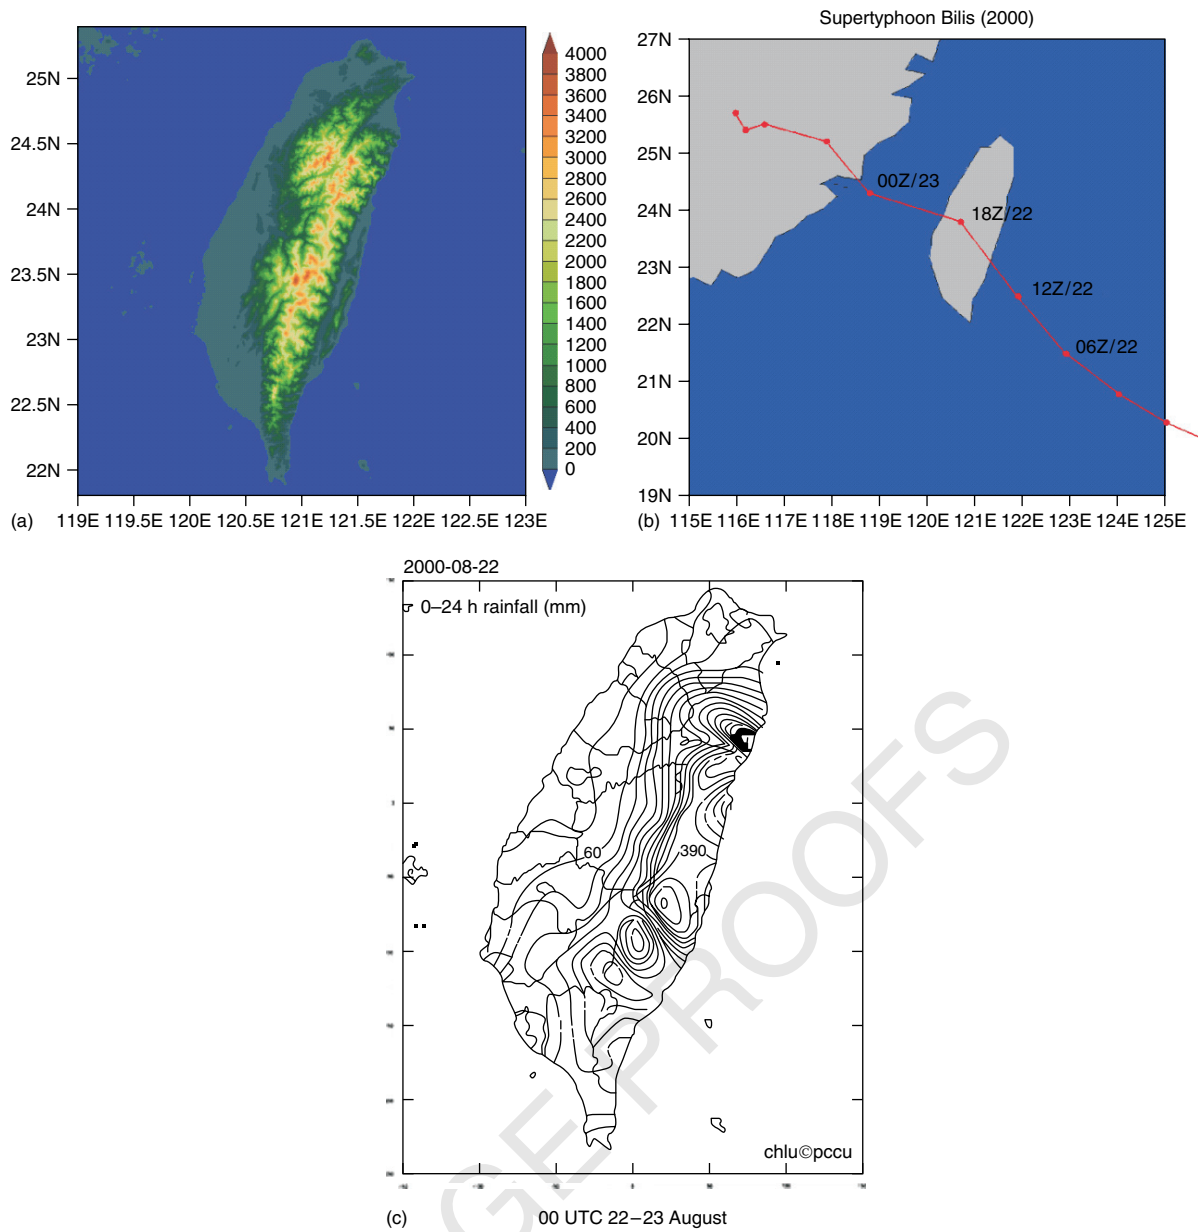 Supertyphoon Bilis (2000)
25N
24.5N
24N
23.5N
23N
22.5N
22N
119E 119.5E 120E 120.5E 121E 121.5E 122E 122.5E 123E
(a)
4000
3800
3600
3400
3200
3000
2800
2600
2400
2200
2000
1800
1600
1400
1200
1000
800
600
400
200
0
27N
26N
25N
24N
23N
22N
21N
20N
19N
00Z/23
18Z/22
12Z/22
06Z/22
115E 116E 117E 118E 119E 120E 121E 122E 123E 124E 125E
(b)
2000-08-22
0–24 h rainfall (mm)
60
390
chlu©pccu
(c)
00 UTC 22–23 August
GE PROOFS